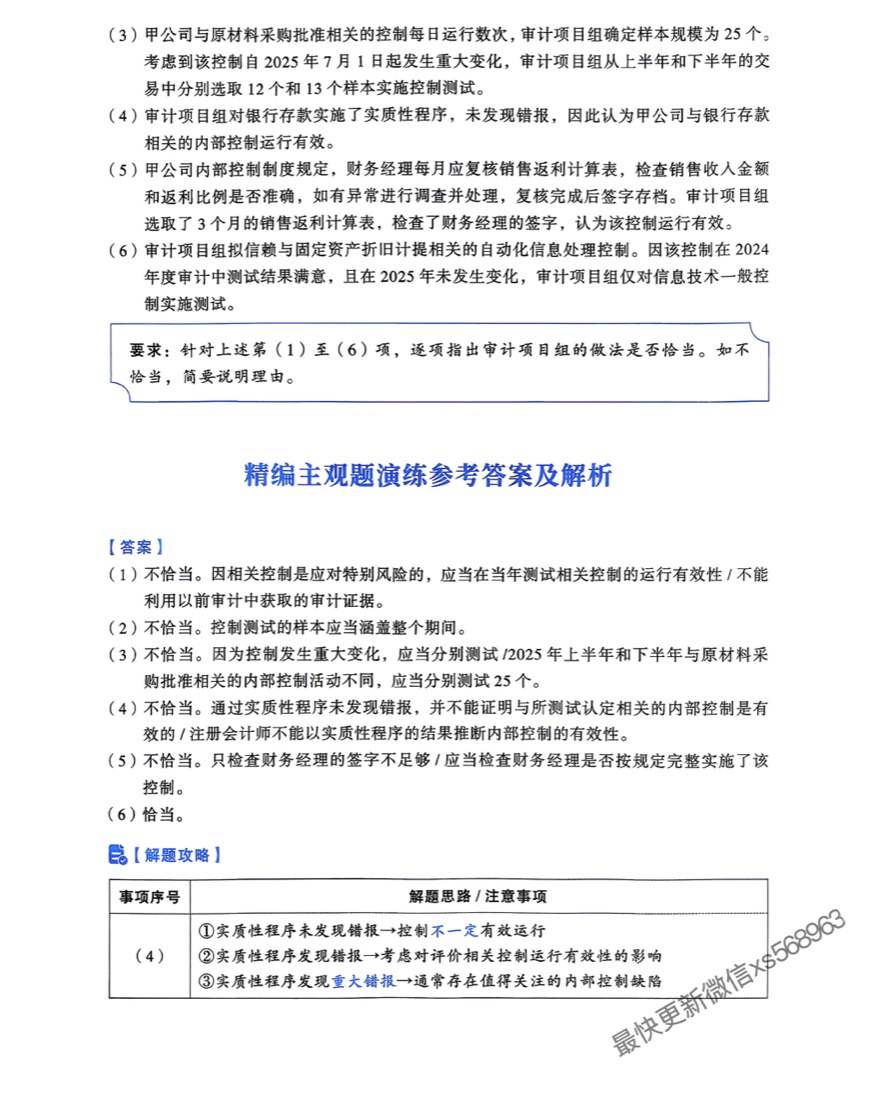 （3）甲公司与原材料采购批准相关的控制每日运行数次，审计项目组确定样本规模为 25 个。
考虑到该控制自 2025 年 7 月 1 日起发生重大变化，审计项目组从上半年和下半年的交
易中分别选取 12 个和 13 个样本实施控制测试。
（4）审计项目组对银行存款实施了实质性程序，未发现错报，因此认为甲公司与银行存款
相关的内部控制运行有效。
（5）甲公司内部控制制度规定，财务经理每月应复核销售返利计算表，检查销售收入金额
和返利比例是否准确，如有异常进行调查并处理，复核完成后签字存档。审计项目组
选取了 3 个月的销售返利计算表，检查了财务经理的签字，认为该控制运行有效。
（6）审计项目组拟信赖与固定资产折旧计提相关的自动化信息处理控制。因该控制在 2024
年度审计中测试结果满意，且在 2025 年未发生变化，审计项目组仅对信息技术一般控
制实施测试。
要求：针对上述第（1）至（6）项，逐项指出审计项目组的做法是否恰当。如不
恰当，简要说明理由。
精编主观题演练参考答案及解析
【答案】
（1）不恰当。因相关控制是应对特别风险的，应当在当年测试相关控制的运行有效性 / 不能
利用以前审计中获取的审计证据。
（2）不恰当。控制测试的样本应当涵盖整个期间。
（3）不恰当。因为控制发生重大变化，应当分别测试 /2025 年上半年和下半年与原材料采
购批准相关的内部控制活动不同，应当分别测试 25 个。
（4）不恰当。通过实质性程序未发现错报，并不能证明与所测试认定相关的内部控制是有
效的 / 注册会计师不能以实质性程序的结果推断内部控制的有效性。
（5）不恰当。只检查财务经理的签字不足够 / 应当检查财务经理是否按规定完整实施了该
控制。
（6）恰当。
【解题攻略】
事项序号 解题思路 / 注意事项
（4）
①实质性程序未发现错报→控制不一定有效运行
②实质性程序发现错报→考虑对评价相关控制运行有效性的影响
③实质性程序发现重大错报→通常存在值得关注的内部控制缺陷
最快更新微信xs568963